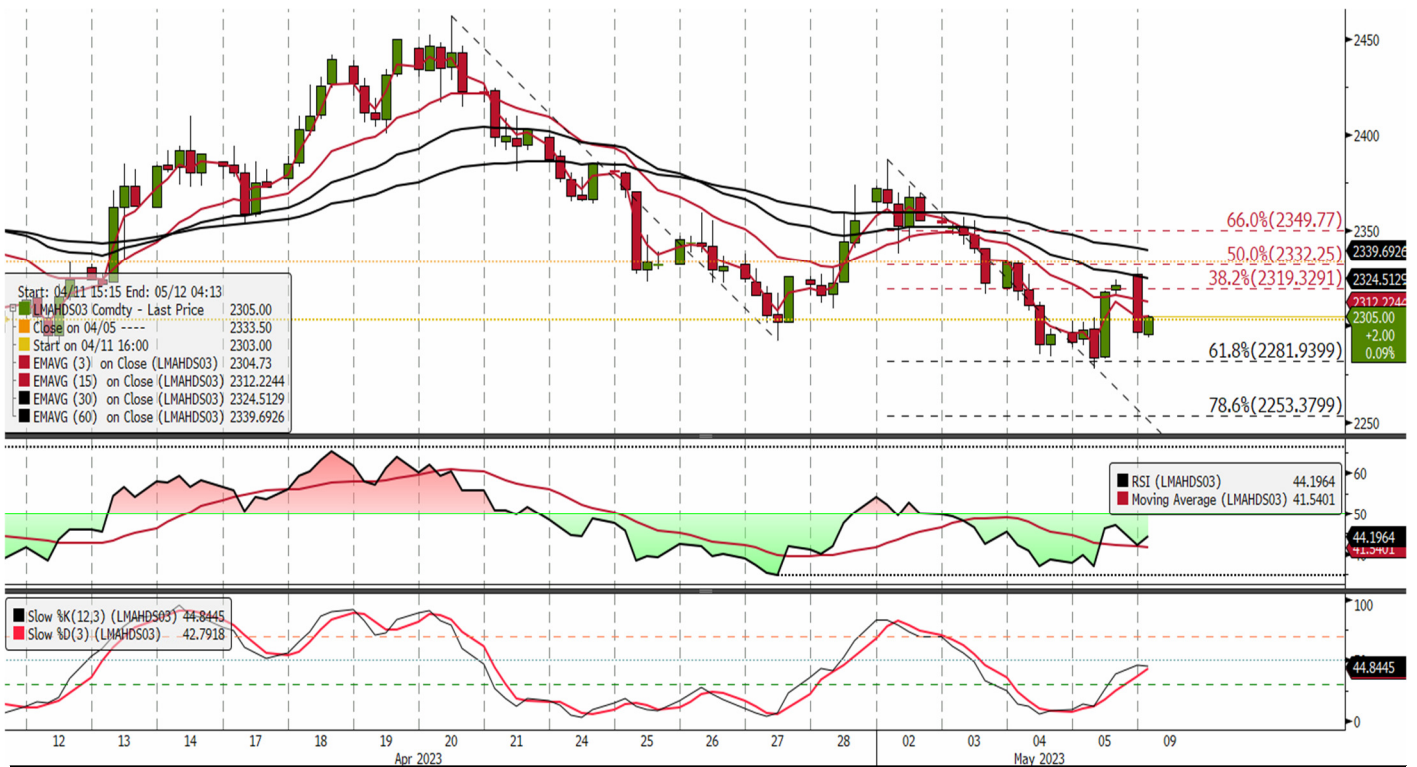 2450
2400
2350
2250
66.0%(2349.77)
50.0%(2332.25)
38.2%(2319.3291)
61.8%(2281.9399)
78.6%(2253.3799)
2339.6926
2324.5129
2312.2244
2305.00
+2.00
0.09%
Start: 04/11 15:15 End: 05/12 04:13
LMAHDS03 Comdty - Last Price 2305.00
Close on 04/05 ---- 2333.50
Start on 04/11 16:00 2303.00
EMAVG (3) on Close (LMAHDS03) 2304.73
EMAVG (15) on Close (LMAHDS03) 2312.2244
EMAVG (30) on Close (LMAHDS03) 2324.5129
EMAVG (60) on Close (LMAHDS03) 2339.6926
RSI (LMAHDS03) 44.1964
Moving Average (LMAHDS03) 41.5401
60
50
44.1964
41.5401
Slow %K(12,3) (LMAHDS03) 44.8445
Slow %D(3) (LMAHDS03) 42.7918
100
44.8445
0
12 13 14 17 18 19 20 21 24 25 26 27 28 02 03 04 05 09
Apr 2023 May 2023